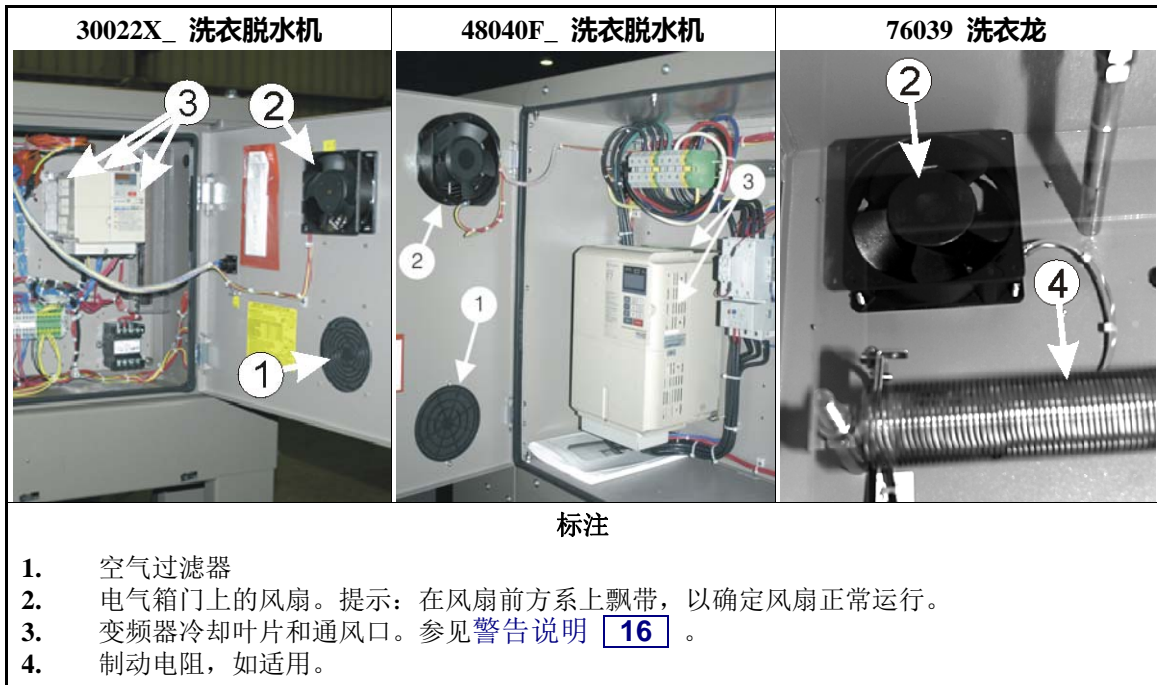 30022X_ 洗衣脱水机
48040F_ 洗衣脱水机
76039 洗衣龙
3
2
1
3
2
1
2
4
标注
1. 空气过滤器
2. 电气箱门上的风扇。提示：在风扇前方系上飘带，以确定风扇正常运行。
3. 变频器冷却叶片和通风口。参见警告说明 16 。
4. 制动电阻，如适用。